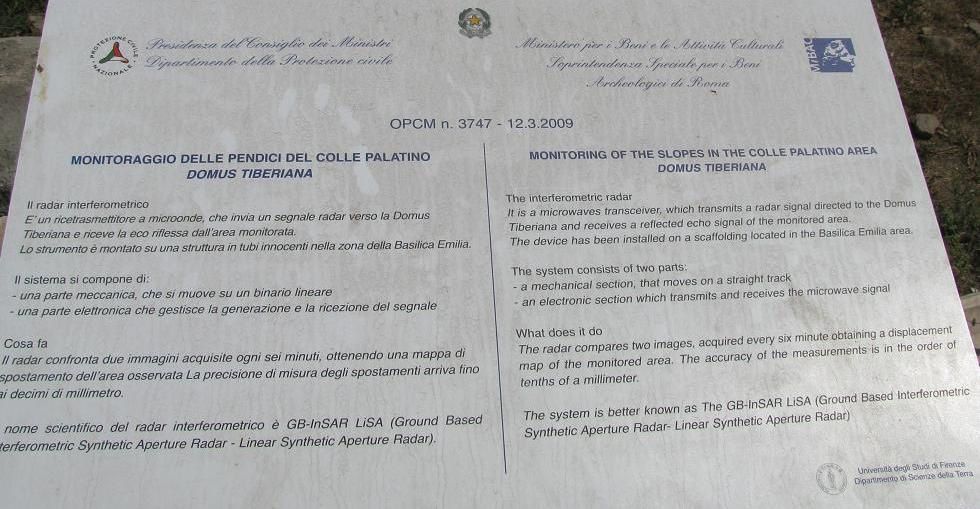 PROTEZIONE CIVILE
NAZIONALE
Presidenza del Consiglio dei Ministri
Dipartimento della Protezione civile
Ministero per i Beni e le Attività Culturali
Soprintendenza Speciale per i Beni
Archeologici di Roma
MiBAC
OPCM n. 3747 - 12.3.2009
MONITORAGGIO DELLE PENDICI DEL COLLE PALATINO
DOMUS TIBERIANA
Il radar interferometrico
E' un ricetrasmettitore a microonde, che invia un segnale radar verso la Domus
Tiberiana e riceve la eco riflessa dall'area monitorata.
Lo strumento è montato su una struttura in tubi innocenti nella zona della Basilica Emilia.
Il sistema si compone di:
- una parte meccanica, che si muove su un binario lineare
- una parte elettronica che gestisce la generazione e la ricezione del segnale
Cosa fa
Il radar confronta due immagini acquisite ogni sei minuti, ottenendo una mappa di
spostamento dell'area osservata La precisione di misura degli spostamenti arriva fino
ai decimi di millimetro.
nome scientifico del radar interferometrico è GB-InSAR LiSA (Ground Based
terferometric Synthetic Aperture Radar - Linear Synthetic Aperture Radar).
MONITORING OF THE SLOPES IN THE COLLE PALATINO AREA
DOMUS TIBERIANA
The interferometric radar
It is a microwaves transceiver, which transmits a radar signal directed to the Domus
Tiberiana and receives a reflected echo signal of the monitored area.
The device has been installed on a scaffolding located in the Basilica Emilia area.
The system consists of two parts:
- a mechanical section, that moves on a straight track
- an electronic section which transmits and receives the microwave signal
What does it do
The radar compares two images, acquired every six minute obtaining a displacement
map of the monitored area. The accuracy of the measurements is in the order of
tenths of a millimeter.
The system is better known as The GB-InSAR LiSA (Ground Based Interferometric
Synthetic Aperture Radar- Linear Synthetic Aperture Radar)
Università degli Studi di Firenze
Dipartimento di Scienze della Terra